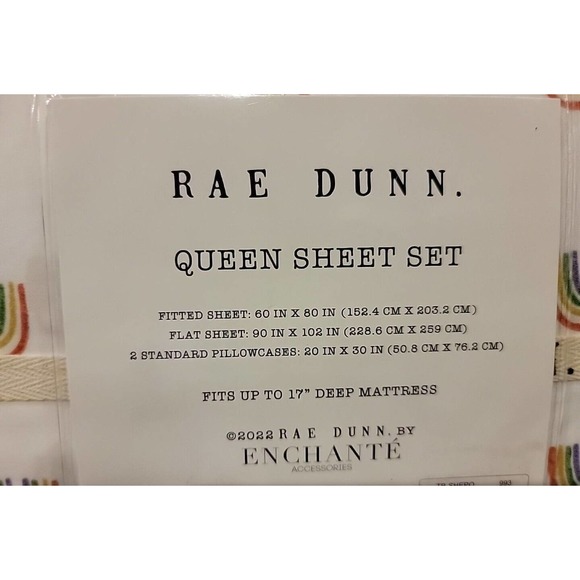 RAE DUNN.
QUEEN SHEET SET
FITTED SHEET: 60 IN X 80 IN (152.4 CM X 203.2 CM)
FLAT SHEET: 90 IN X 102 IN (228.6 CM X 259 CM)
2 STANDARD PILLOWCASES: 20 IN X 30 IN (50.8 CM X 76.2 CM)
FITS UP TO 17" DEEP MATTRESS
©2022 RAE DUNN. BY
ENCHANTÉ
ACCESSORIES